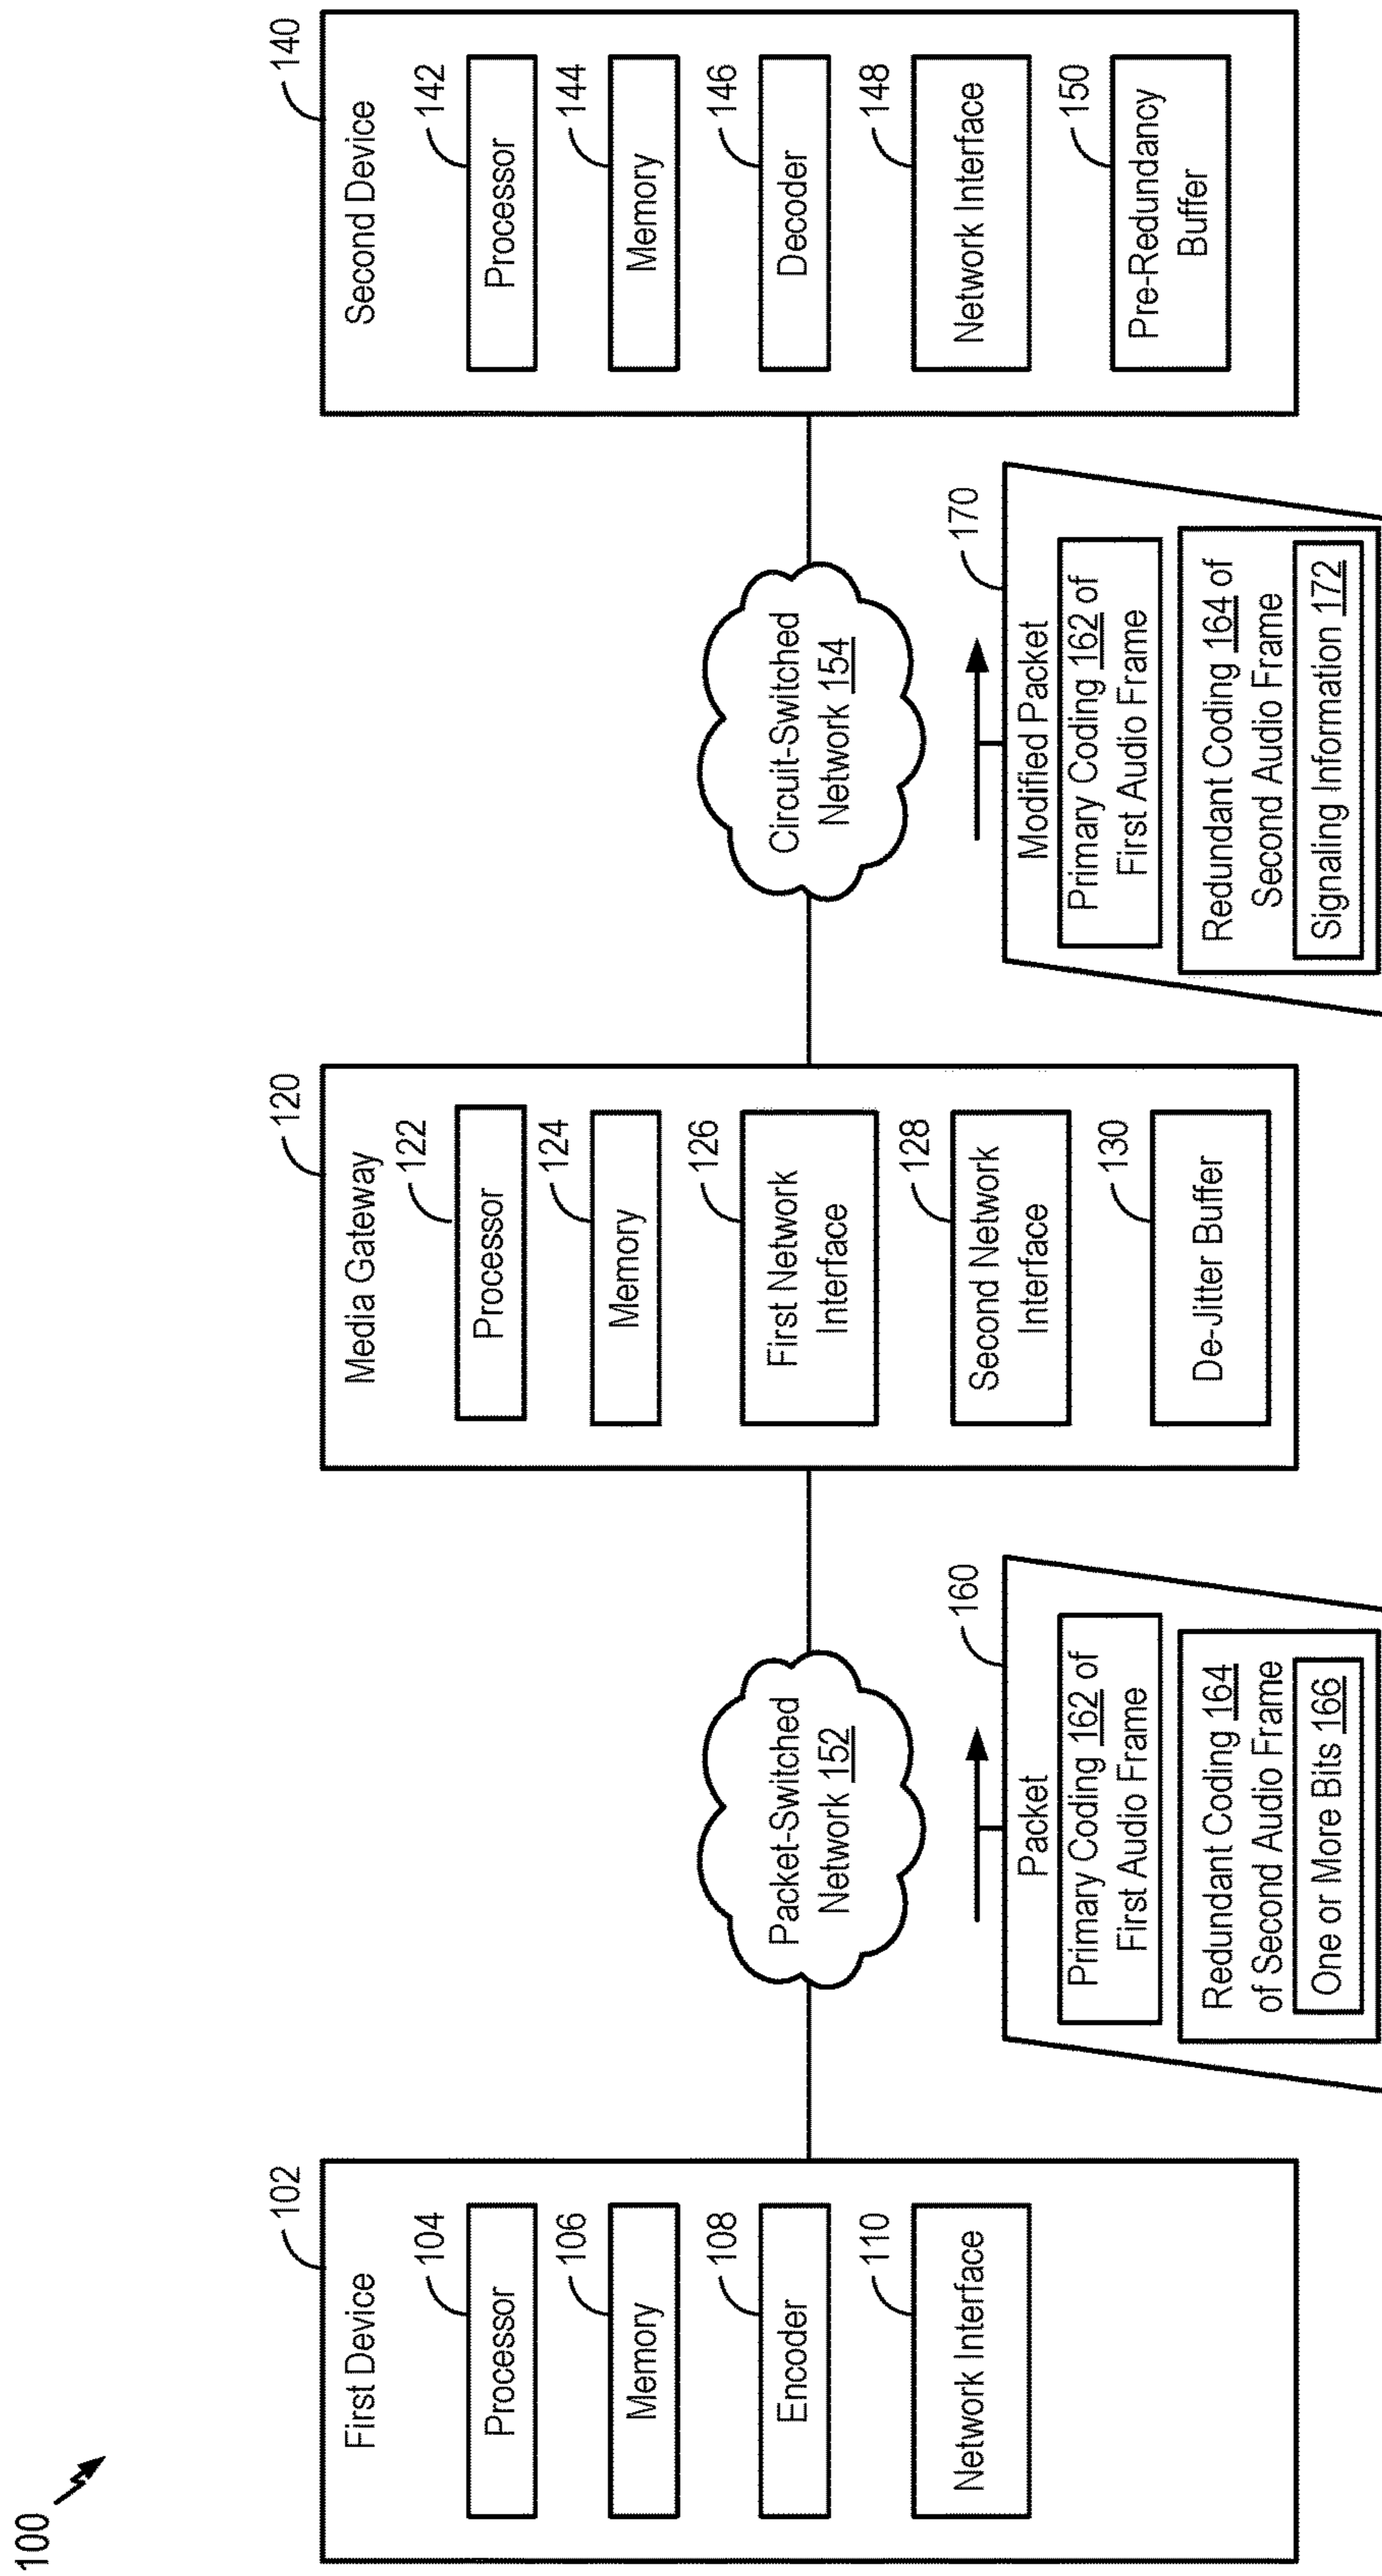 100
102
First Device
104
Processor
106
Memory
108
Encoder
110
Network Interface
Packet-Switched
Network 152
160
Packet
Primary Coding 162 of
First Audio Frame
Redundant Coding 164
of Second Audio Frame
One or More Bits 166
120
Media Gateway
122
Processor
124
Memory
126
First Network
Interface
128
Second Network
Interface
130
De-Jitter Buffer
Circuit-Switched
Network 154
170
Modified Packet
Primary Coding 162 of
First Audio Frame
Redundant Coding 164 of
Second Audio Frame
Signaling Information 172
140
Second Device
142
Processor
144
Memory
146
Decoder
148
Network Interface
150
Pre-Redundancy
Buffer